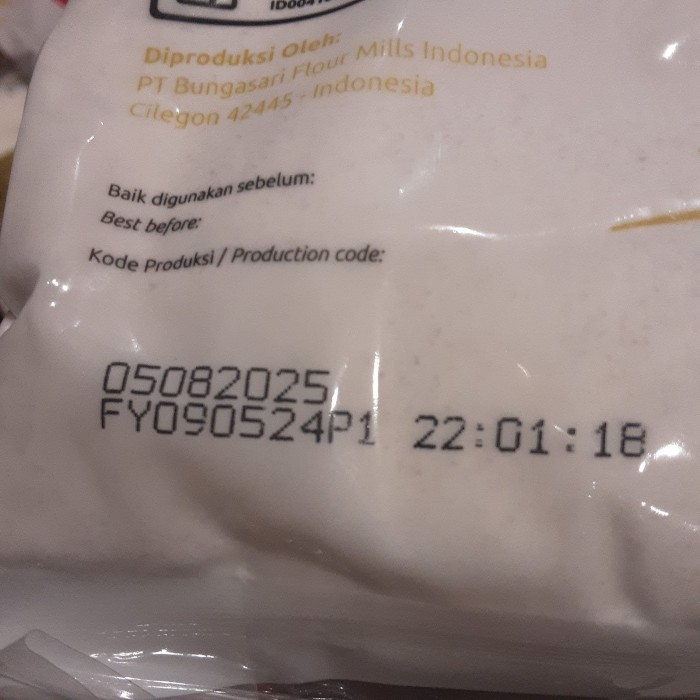 Diproduksi Oleh:
PT Bungasari Flour Mills Indonesia
Cilegon 42445 - Indonesia
Baik digunakan sebelum:
Best before:
Kode Produksi / Production code:
05082025
FY090524P1 22:01:18